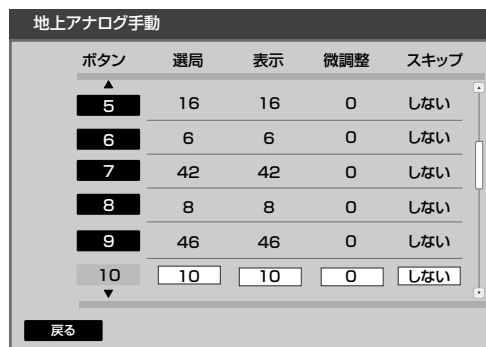 地上アナログ手動
ボタン 選局 表示 微調整 スキップ
5 16 16 0 しない
6 6 6 0 しない
7 42 42 0 しない
8 8 8 0 しない
9 46 46 0 しない
10 10 10 0 しない
戻る